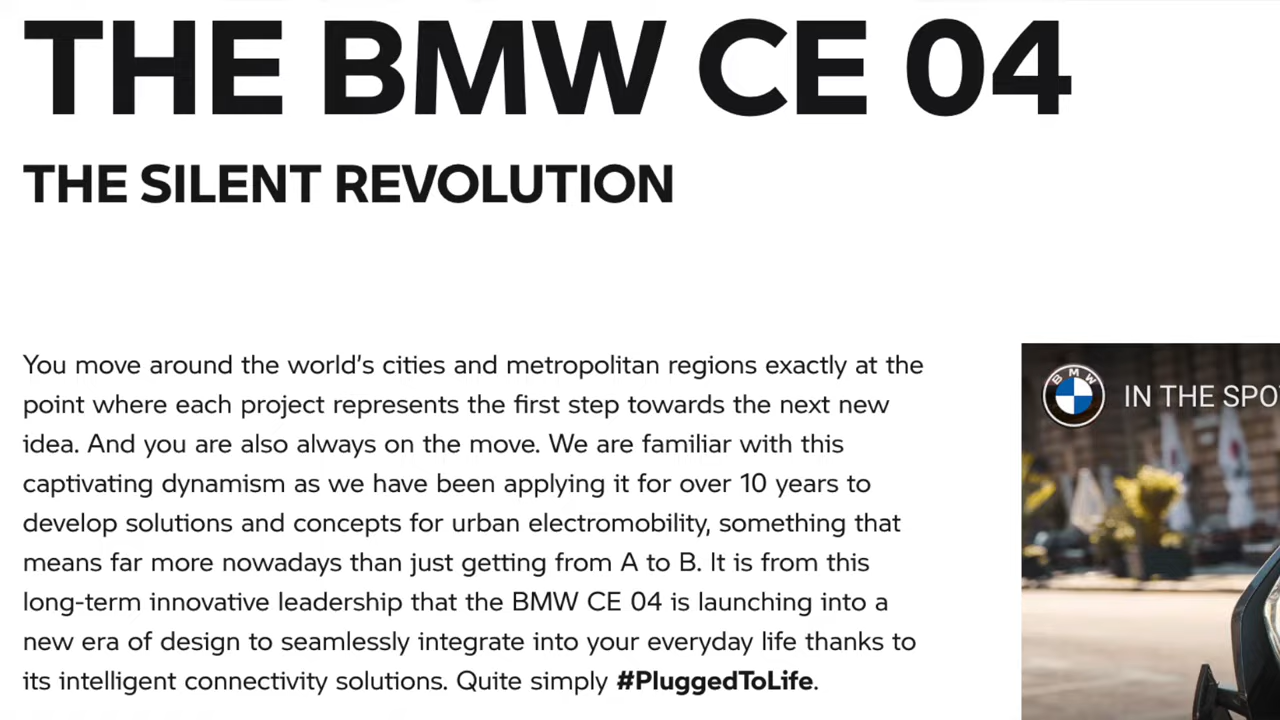 THE BMW CE 04
THE SILENT REVOLUTION
You move around the world's cities and metropolitan regions exactly at the
point where each project represents the first step towards the next new
idea. And you are also always on the move. We are familiar with this
captivating dynamism as we have been applying it for over 10 years to
develop solutions and concepts for urban electromobility, something that
means far more nowadays than just getting from A to B. It is from this
long-term innovative leadership that the BMW CE 04 is launching into a
new era of design to seamlessly integrate into your everyday life thanks to
its intelligent connectivity solutions. Quite simply #PluggedToLife.
BMW
IN THE SPO